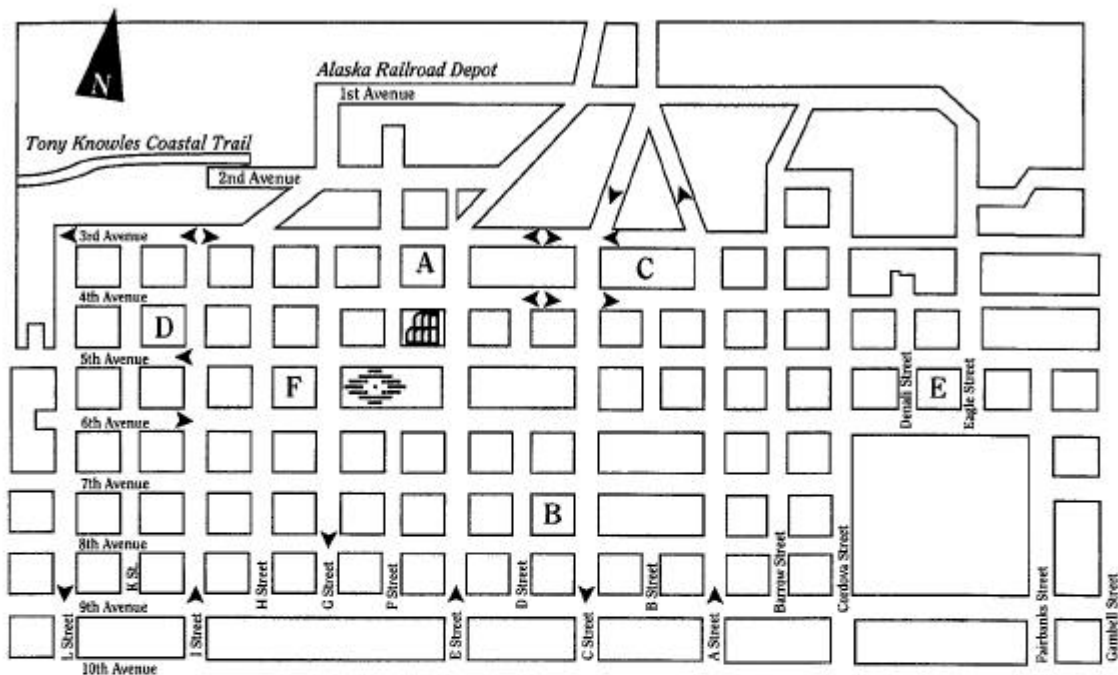 N
Alaska Railroad Depot
1st Avenue
Tony Knowles Coastal Trail
2nd Avenue
3rd Avenue
A
C
4th Avenue
D
5th Avenue
F
E
Denali Street
Eagle Street
6th Avenue
7th Avenue
B
8th Avenue
K St.
H Street
G Street
F Street
D Street
B Street
Barrow Street
Cordova Street
9th Avenue
L Street
I Street
E Street
C Street
A Street
Fairbanks Street
Gambell Street
10th Avenue